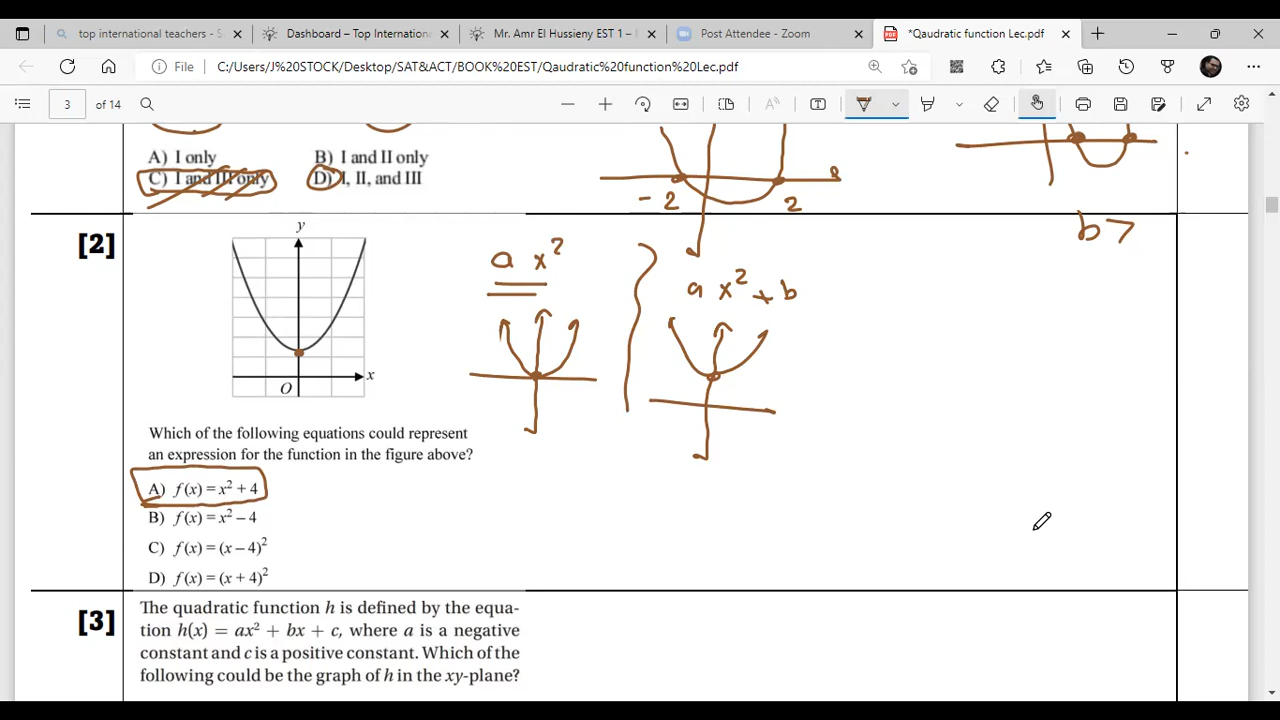 top international teachers - S
Dashboard – Top Internation
Mr. Amr El Hussieny EST 1 –
Post Attendee - Zoom
*Qaudratic function Lec.pdf
File
C:/Users/J%20STOCK/Desktop/SAT&ACT/BOOK%20EST/Qaudratic%20function%20Lec.pdf
3 of 14
A) I only B) I and II only
C) I and III only D) I, II, and III
- 2 2
b >
[2]
y
x
O
a x²
a x² + b
Which of the following equations could represent
an expression for the function in the figure above?
A) f(x) = x² + 4
B) f(x) = x² – 4
C) f(x) = (x – 4)²
D) f(x) = (x + 4)²
[3]
The quadratic function h is defined by the equa-
tion h(x) = ax² + bx + c, where a is a negative
constant and c is a positive constant. Which of the
following could be the graph of h in the xy-plane?